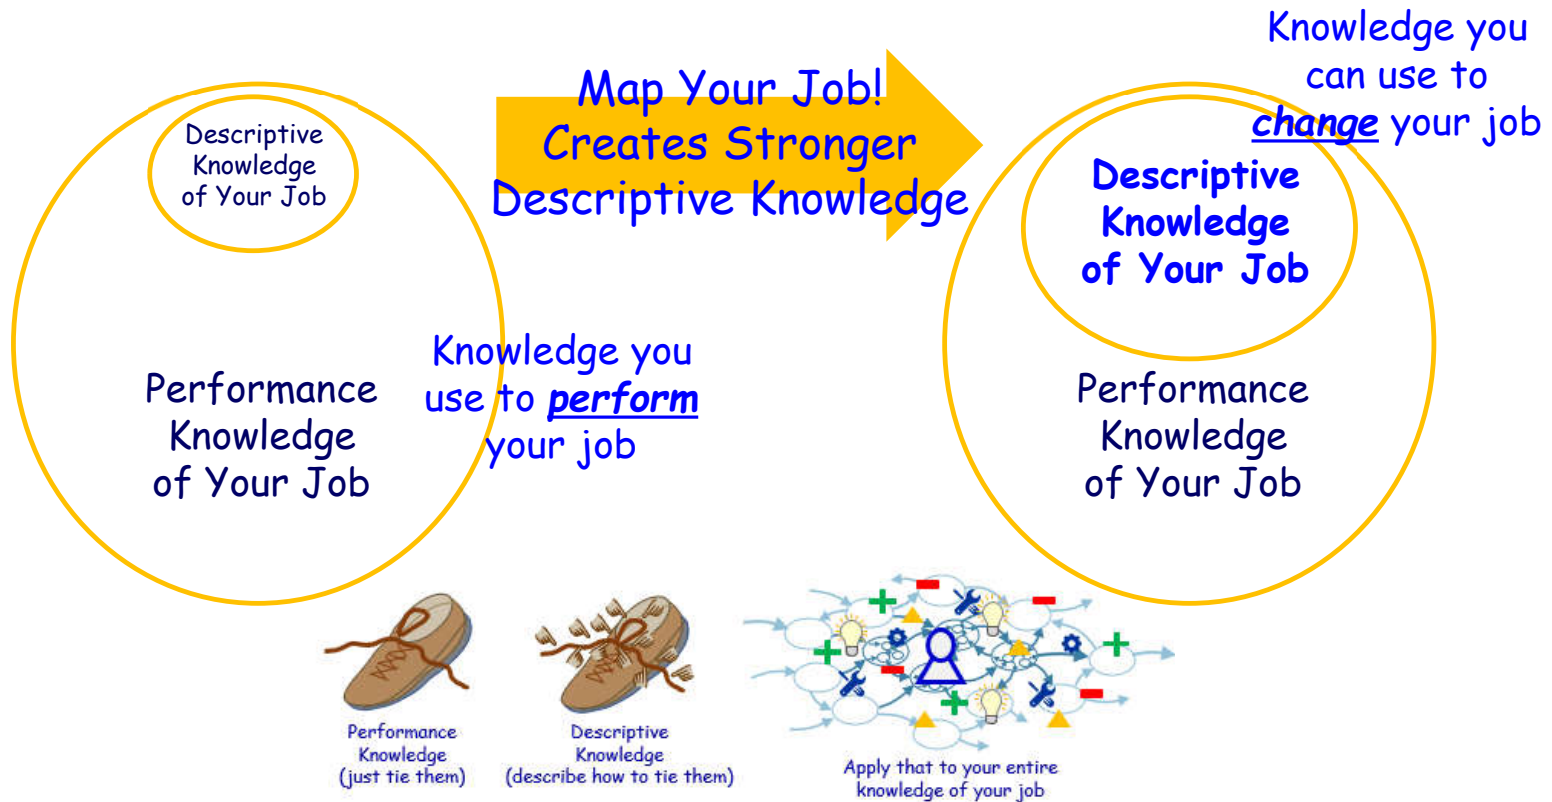 Descriptive
Knowledge
of Your Job
Performance
Knowledge
of Your Job
Knowledge you
use to perform
your job
Map Your Job!
Creates Stronger
Descriptive Knowledge
Knowledge you
can use to
change your job
Descriptive
Knowledge
of Your Job
Performance
Knowledge
of Your Job
Performance
Knowledge
(just tie them)
Descriptive
Knowledge
(describe how to tie them)
Apply that to your entire
knowledge of your job